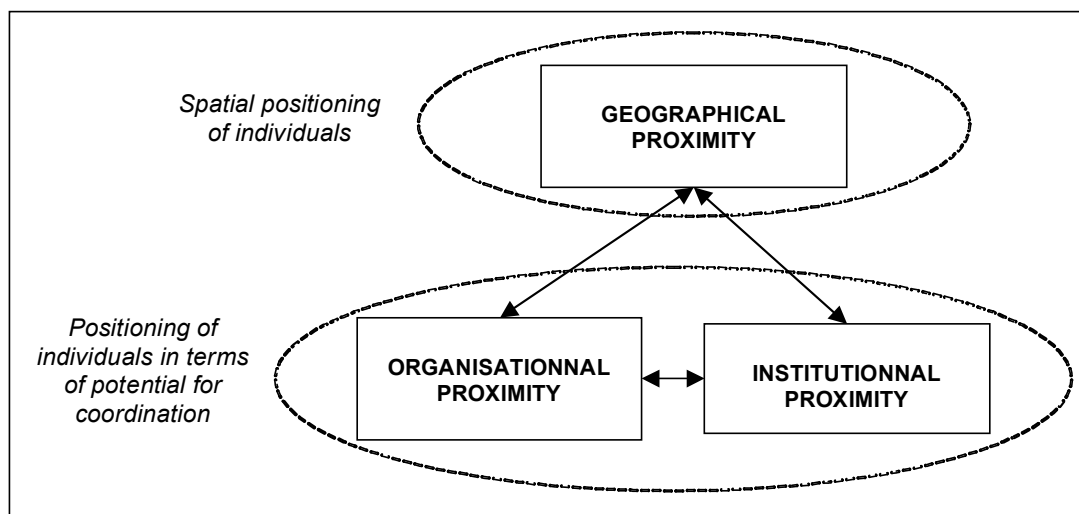 Spatial positioning
of individuals
GEOGRAPHICAL
PROXIMITY
Positioning of
individuals in terms
of potential for
coordination
ORGANISATIONNAL
PROXIMITY
INSTITUTIONNAL
PROXIMITY